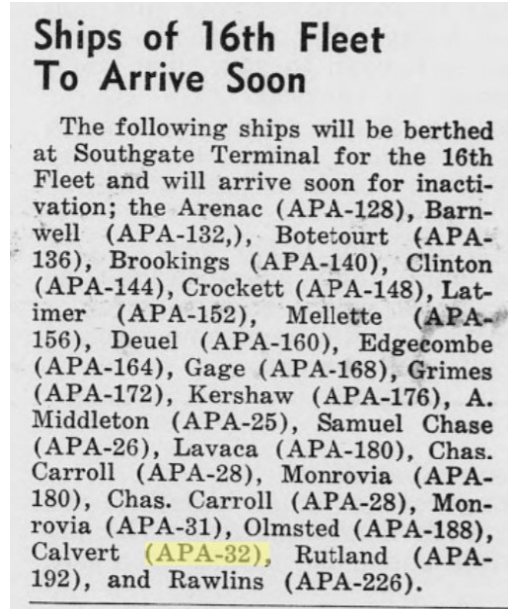 Ships of 16th Fleet
To Arrive Soon
The following ships will be berthed
at Southgate Terminal for the 16th
Fleet and will arrive soon for inacti-
vation; the Arenac (APA-128), Barn-
well (APA-132,), Botetourt (APA-
136), Brookings (APA-140), Clinton
(APA-144), Crockett (APA-148), Lat-
imer (APA-152), Mellette (APA-
156), Deuel (APA-160), Edgecombe
(APA-164), Gage (APA-168), Grimes
(APA-172), Kershaw (APA-176), A.
Middleton (APA-25), Samuel Chase
(APA-26), Lavaca (APA-180), Chas.
Carroll (APA-28), Monrovia (APA-
180), Chas. Carroll (APA-28), Mon-
rovia (APA-31), Olmsted (APA-188),
Calvert (APA-32), Rutland (APA-
192), and Rawlins (APA-226).